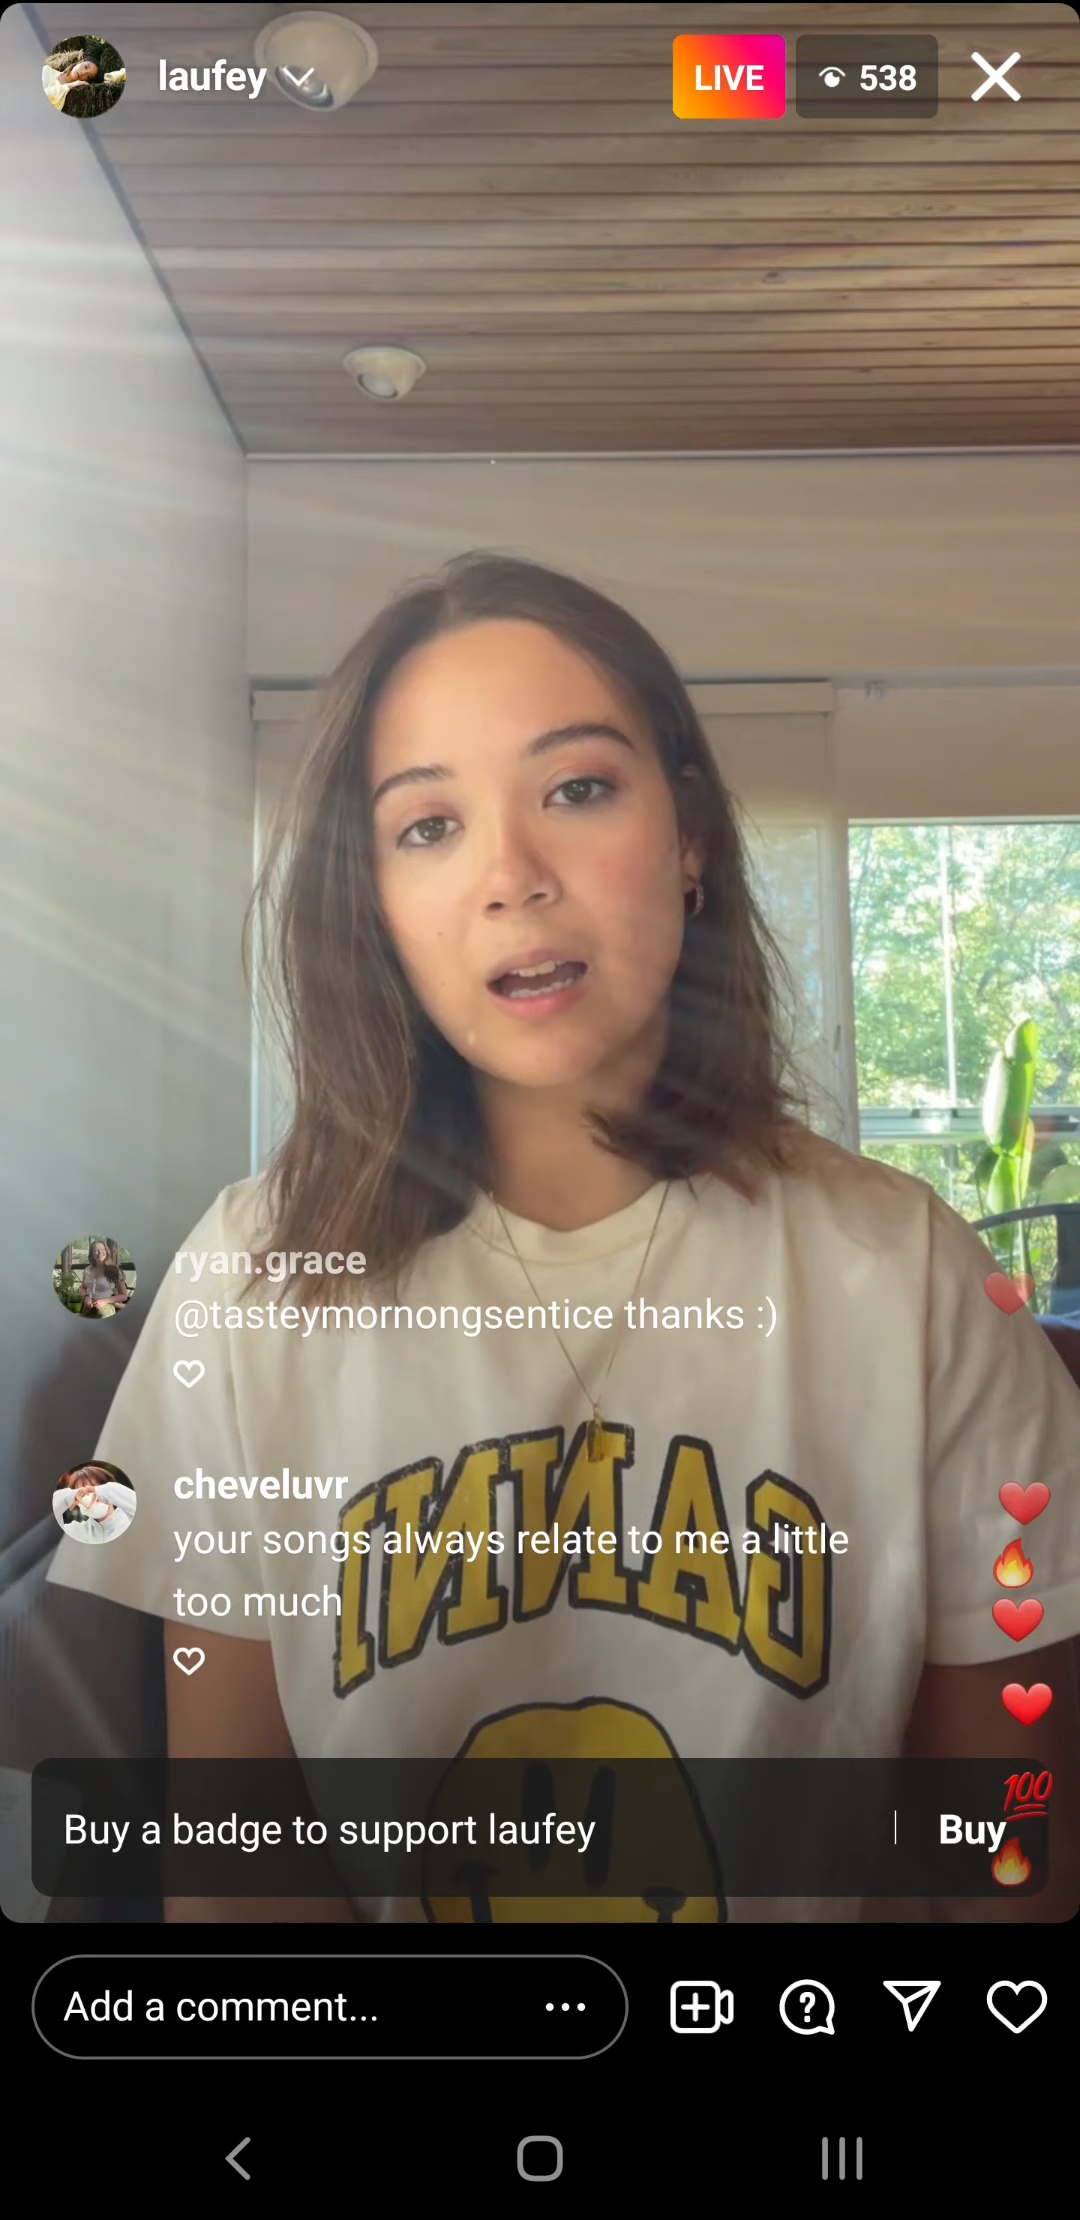 laufey
LIVE
538
ryan.grace
@tasteymornongsentice thanks :)
cheveluvr
your songs always relate to me a little
too much
GANNI
Buy a badge to support laufey
Buy
100
Add a comment...